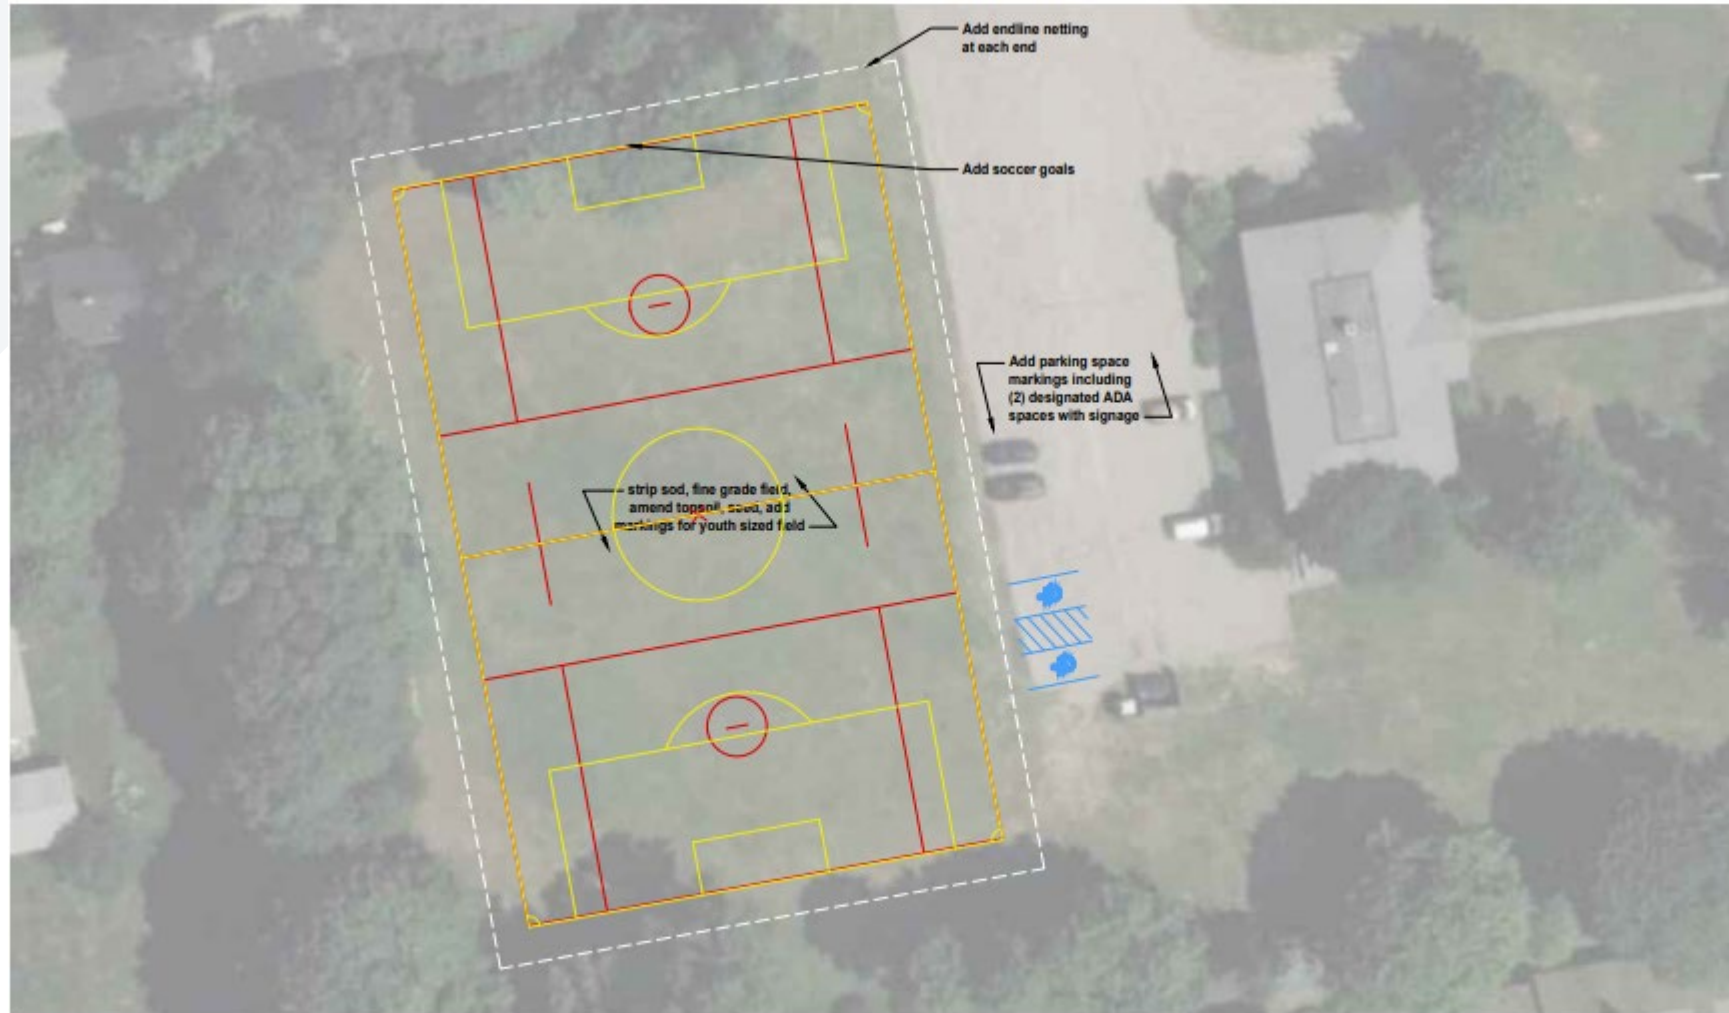 Add endline netting
at each end
Add soccer goals
Add parking space
markings including
(2) designated ADA
spaces with signage
strip sod, fine grade field,
amend topsoil, seed, add
markings for youth sized field